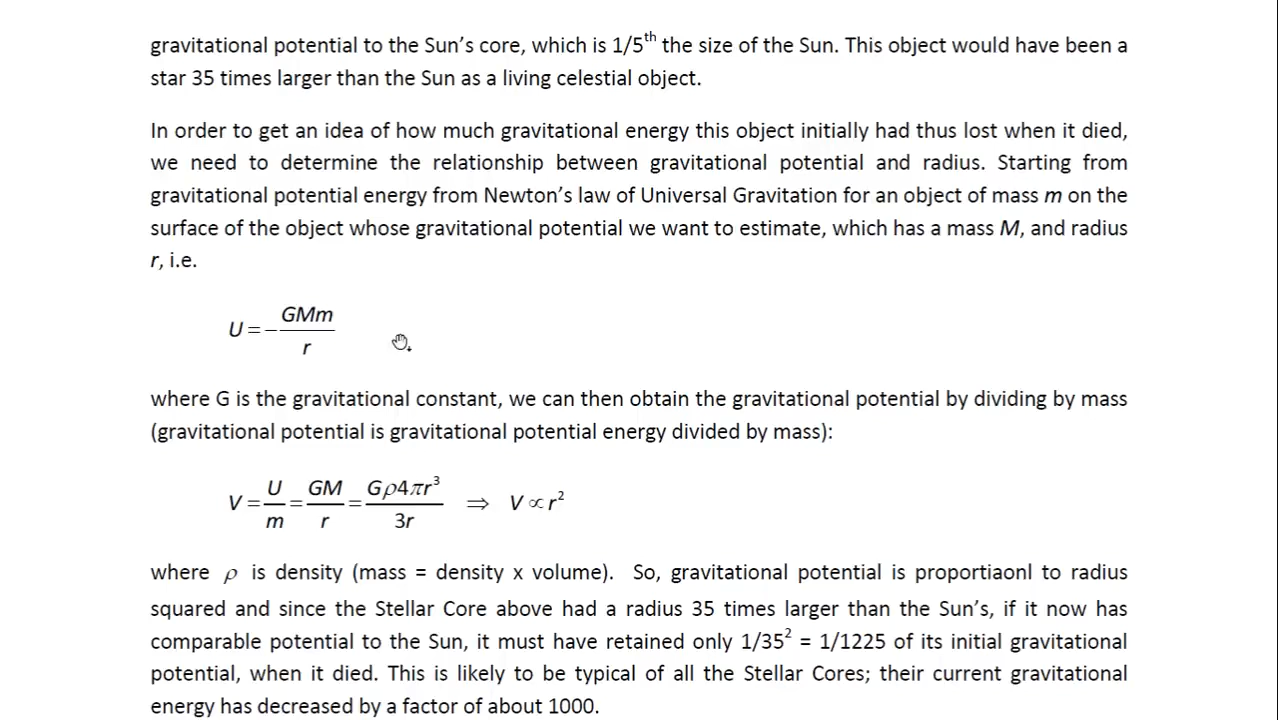 gravitational potential to the Sun’s core, which is 1/5th the size of the Sun. This object would have been a
star 35 times larger than the Sun as a living celestial object.
In order to get an idea of how much gravitational energy this object initially had thus lost when it died,
we need to determine the relationship between gravitational potential and radius. Starting from
gravitational potential energy from Newton’s law of Universal Gravitation for an object of mass m on the
surface of the object whose gravitational potential we want to estimate, which has a mass M, and radius
r, i.e.
U = -GMm/r
where G is the gravitational constant, we can then obtain the gravitational potential by dividing by mass
(gravitational potential is gravitational potential energy divided by mass):
V = U/m = GM/r = Gρ4πr³/3r ⇒ V ∝ r²
where ρ is density (mass = density x volume). So, gravitational potential is proportiaonl to radius
squared and since the Stellar Core above had a radius 35 times larger than the Sun’s, if it now has
comparable potential to the Sun, it must have retained only 1/35² = 1/1225 of its initial gravitational
potential, when it died. This is likely to be typical of all the Stellar Cores; their current gravitational
energy has decreased by a factor of about 1000.